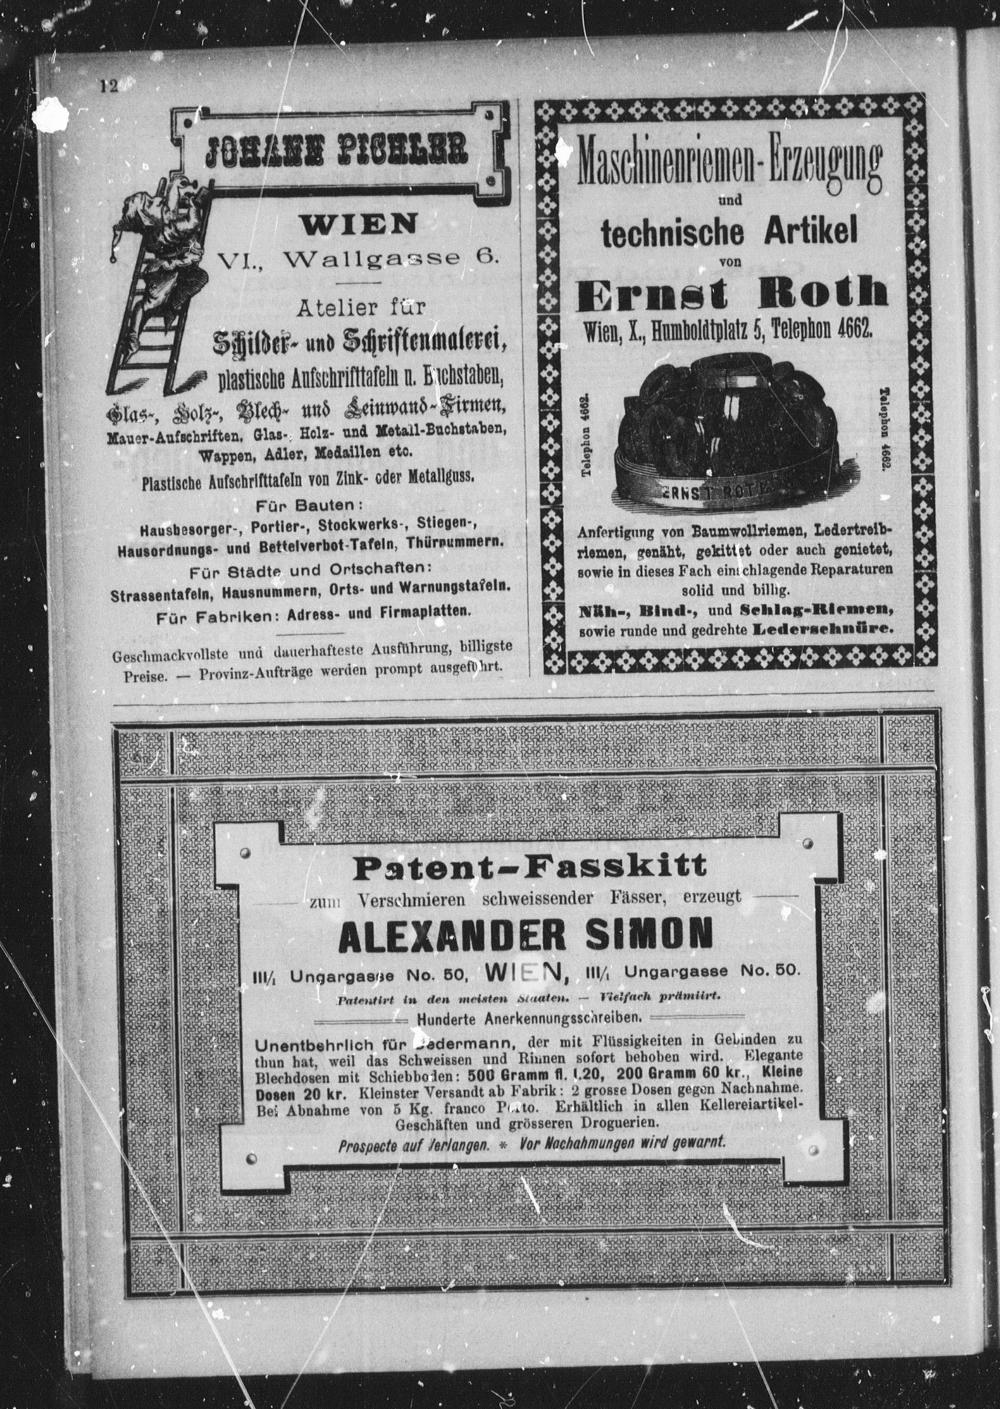 12
JOHANN PICHLER
WIEN
VI., Wallgasse 6.
Atelier für
Schilder- und Schriftenmalerei,
plastische Aufschrifttafeln u. Buchstaben,
Glas-, Holz-, Blech- und Leinwand-Firmen,
Mauer-Aufschriften, Glas-, Holz- und Metall-Buchstaben,
Wappen, Adler, Medaillen etc.
Plastische Aufschrifttafeln von Zink- oder Metallguss.
Für Bauten:
Hausbesorger-, Portier-, Stockwerks-, Stiegen-,
Hausordnungs- und Bettelverbot-Tafeln, Thürnummern.
Für Städte und Ortschaften:
Strassentafeln, Hausnummern, Orts- und Warnungstafeln.
Für Fabriken: Adress- und Firmaplatten.
Geschmackvollste und dauerhafteste Ausführung, billigste
Preise. — Provinz-Aufträge werden prompt ausgeführt.
Maschinenriemen-Erzeugung
und
technische Artikel
von
Ernst Roth
Wien, X., Humboldtplatz 5, Telephon 4662.
Telephon 4662.
ERNST ROTH
Telephon 4662.
Anfertigung von Baumwollriemen, Ledertreib-
riemen, genäht, gekittet oder auch genietet,
sowie in dieses Fach einschlagende Reparaturen
solid und billig.
Näh-, Bind-, und Schlag-Riemen,
sowie runde und gedrehte Lederschnüre.
Patent-Fasskitt
zum Verschmieren schweissender Fässer, erzeugt
ALEXANDER SIMON
III/1 Ungargasse No. 50, WIEN, III/1 Ungargasse No. 50.
Patentirt in den meisten Staaten. — Vielfach prämiirt.
Hunderte Anerkennungsschreiben.
Unentbehrlich für Jedermann, der mit Flüssigkeiten in Gebinden zu
thun hat, weil das Schweissen und Rinnen sofort behoben wird. Elegante
Blechdosen mit Schiebboden: 500 Gramm fl. 1.20, 200 Gramm 60 kr., Kleine
Dosen 20 kr. Kleinster Versandt ab Fabrik: 2 grosse Dosen gegen Nachnahme.
Bei Abnahme von 5 Kg. franco Porto. Erhältlich in allen Kellereiartikel-
Geschäften und grösseren Droguerien.
Prospecte auf Verlangen. * Vor Nachahmungen wird gewarnt.